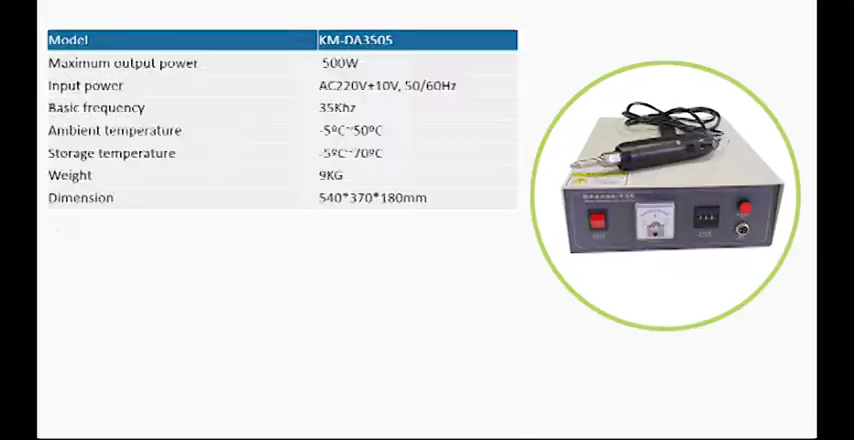 Model KM-DA3505
Maximum output power 500W
Input power AC220V±10V, 50/60Hz
Basic frequency 35Khz
Ambient temperature -5ºC~50ºC
Storage temperature -5ºC~70ºC
Weight 9KG
Dimension 540*370*180mm